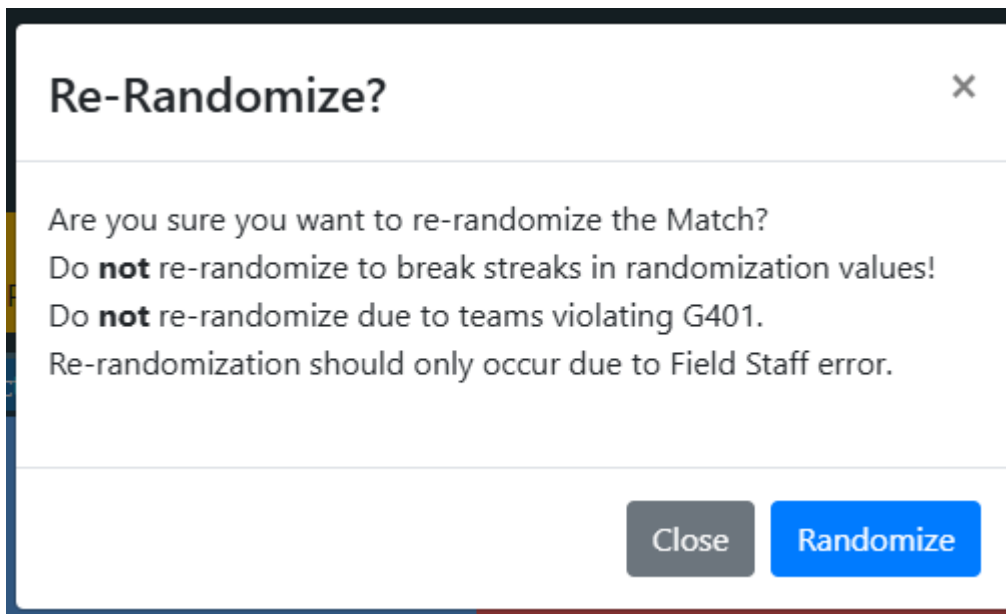 Re-Randomize?
×
Are you sure you want to re-randomize the Match?
Do not re-randomize to break streaks in randomization values!
Do not re-randomize due to teams violating G401.
Re-randomization should only occur due to Field Staff error.
Close
Randomize